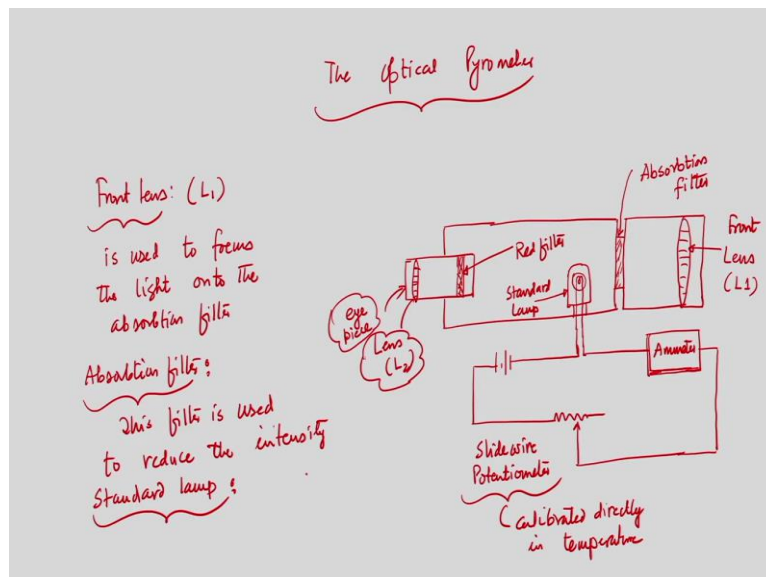 The Optical Pyrometer
Front lens: (L1)
is used to focus
the light onto the
absorbtion filter
Absorbtion filter:
This filter is used
to reduce the intensity
Standard lamp:
Absorbtion
filter
Front
Lens
(L1)
Red filter
Standard
lamp
eye
piece
Lens
(L2)
Ammeter
Slidewire
Potentiometer
(calibrated directly
in temperature